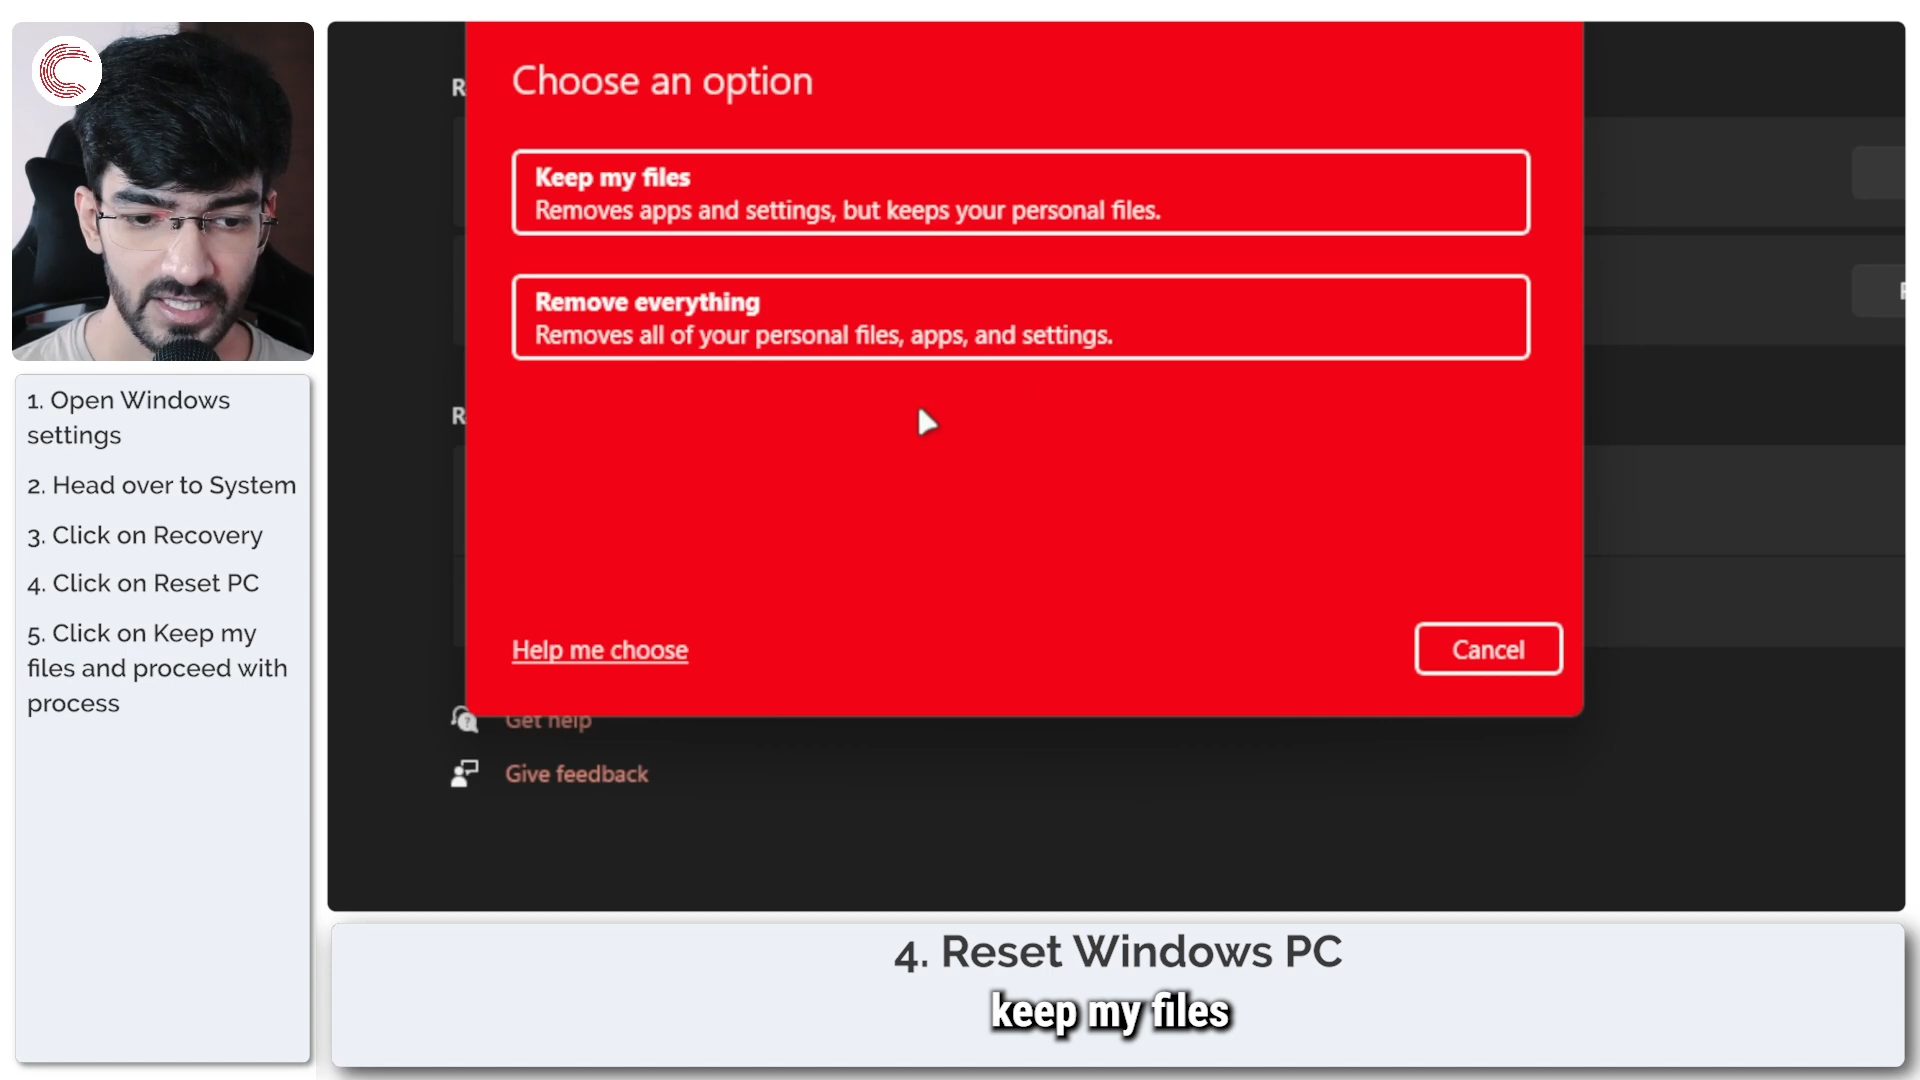 1. Open Windows
settings
2. Head over to System
3. Click on Recovery
4. Click on Reset PC
5. Click on Keep my
files and proceed with
process
R
Choose an option
Keep my files
Removes apps and settings, but keeps your personal files.
Remove everything
Removes all of your personal files, apps, and settings.
R
Help me choose
Cancel
Get help
Give feedback
4. Reset Windows PC
keep my files